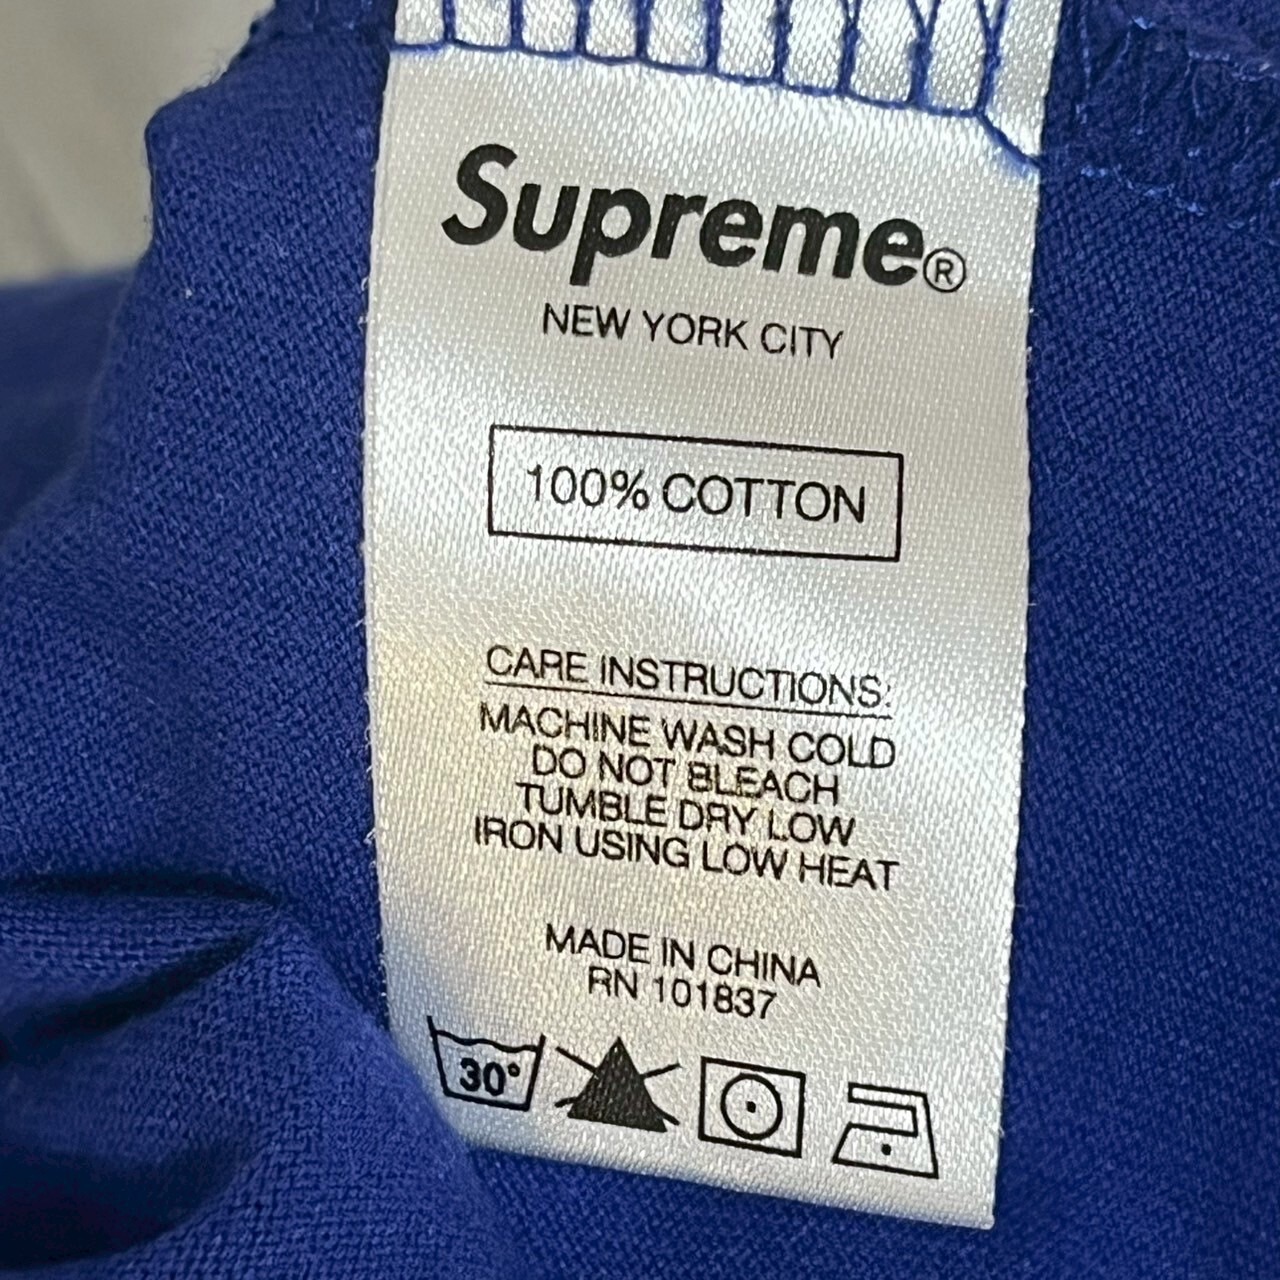 Supreme®
NEW YORK CITY
100% COTTON
CARE INSTRUCTIONS:
MACHINE WASH COLD
DO NOT BLEACH
TUMBLE DRY LOW
IRON USING LOW HEAT
MADE IN CHINA
RN 101837
30°